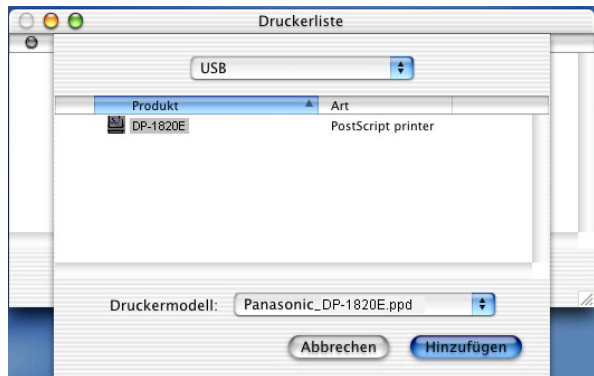 Druckerliste
USB
Produkt Art
DP-1820E PostScript printer
Druckermodell: Panasonic_DP-1820E.ppd
Abbrechen Hinzufügen